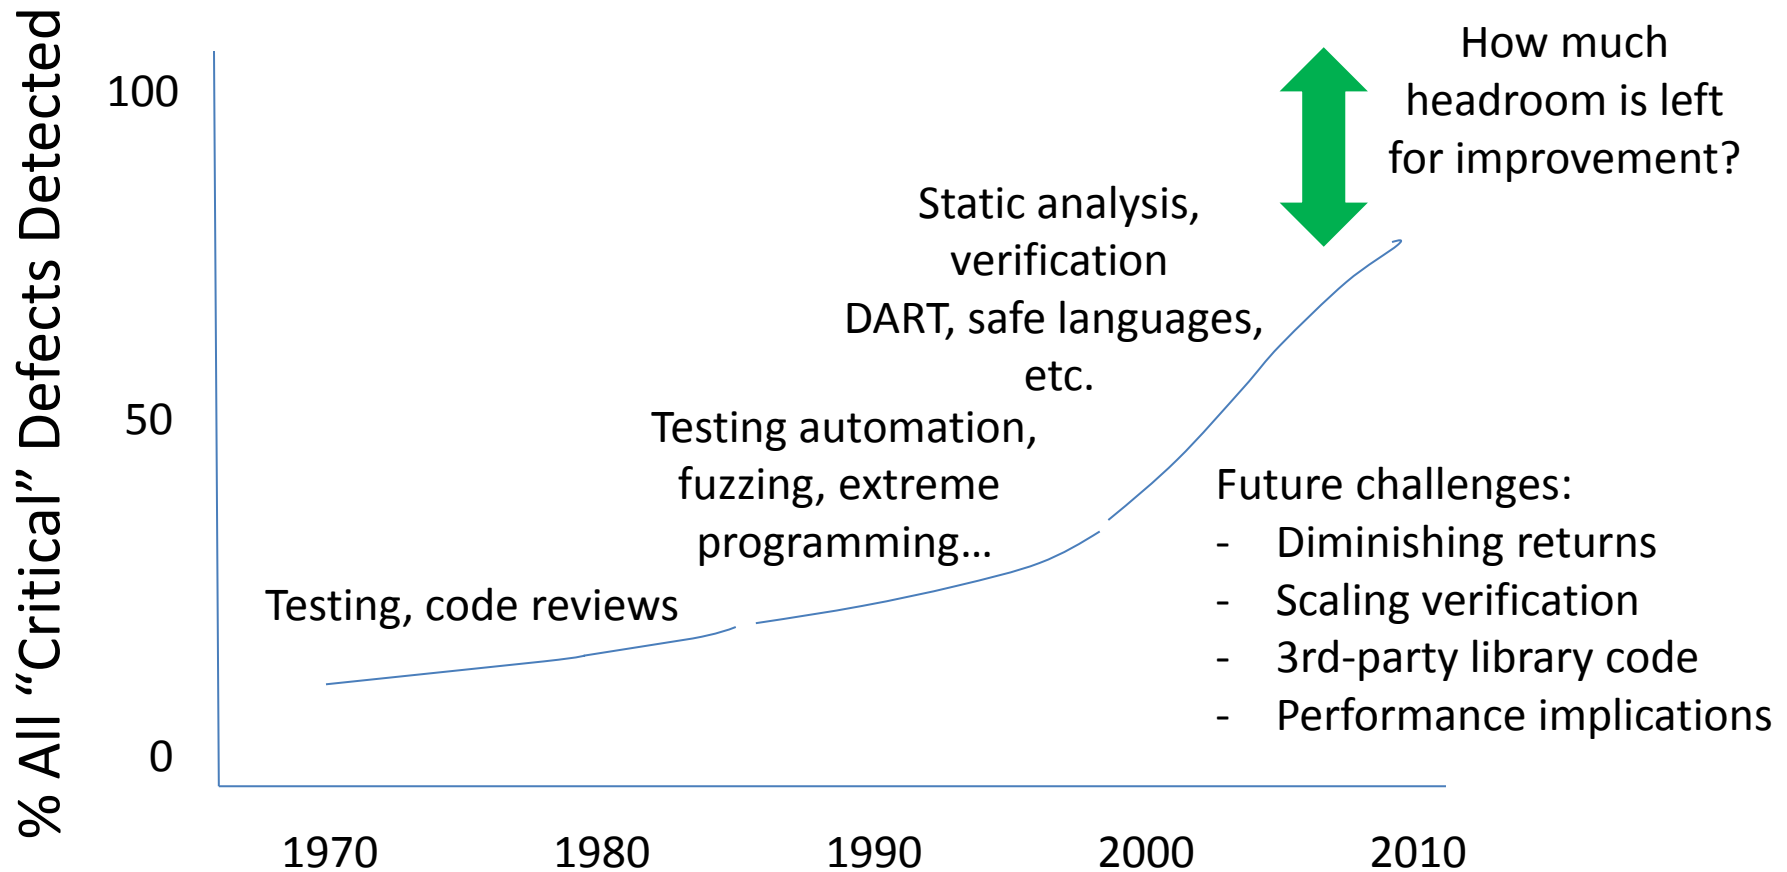 % All “Critical” Defects Detected
100
50
0
How much
headroom is left
for improvement?
Static analysis,
verification
DART, safe languages,
etc.
Testing automation,
fuzzing, extreme
programming…
Testing, code reviews
Future challenges:
- Diminishing returns
- Scaling verification
- 3rd-party library code
- Performance implications
1970 1980 1990 2000 2010